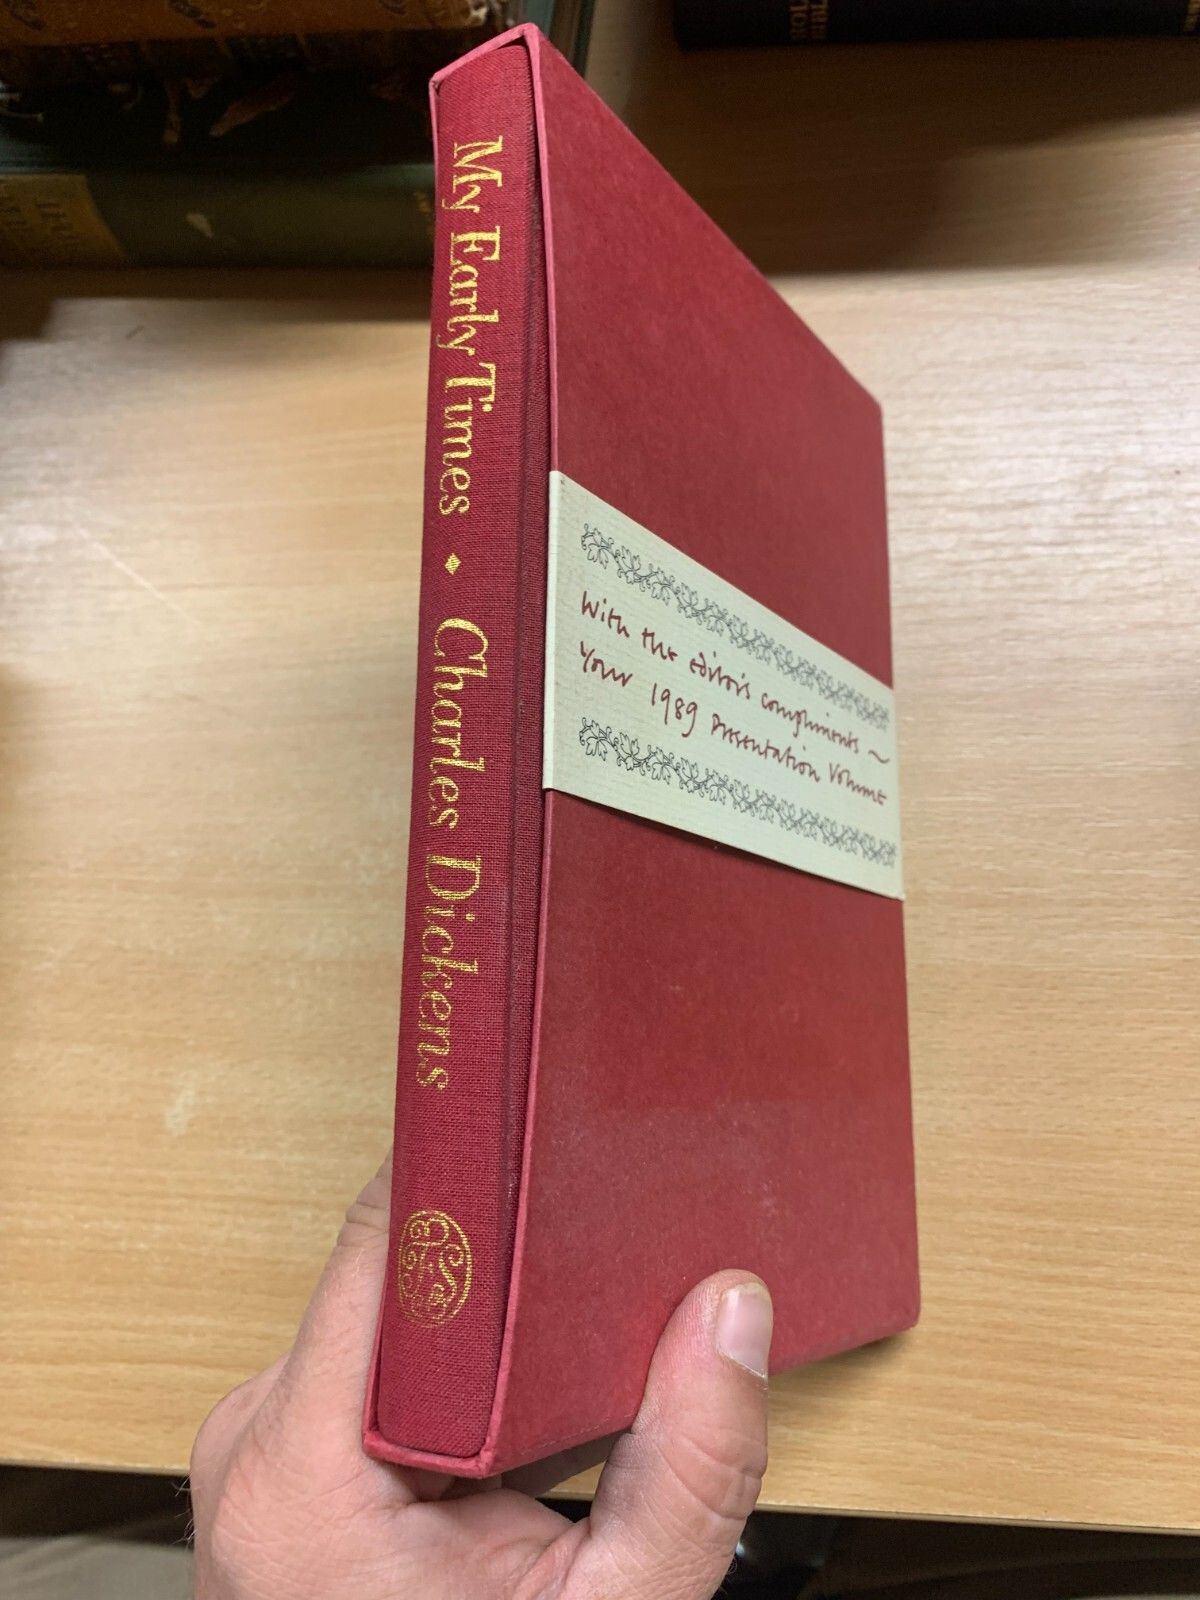 My Early Times ◆ Charles Dickens
With the editor's compliments ~
Your 1989 Presentation Volume